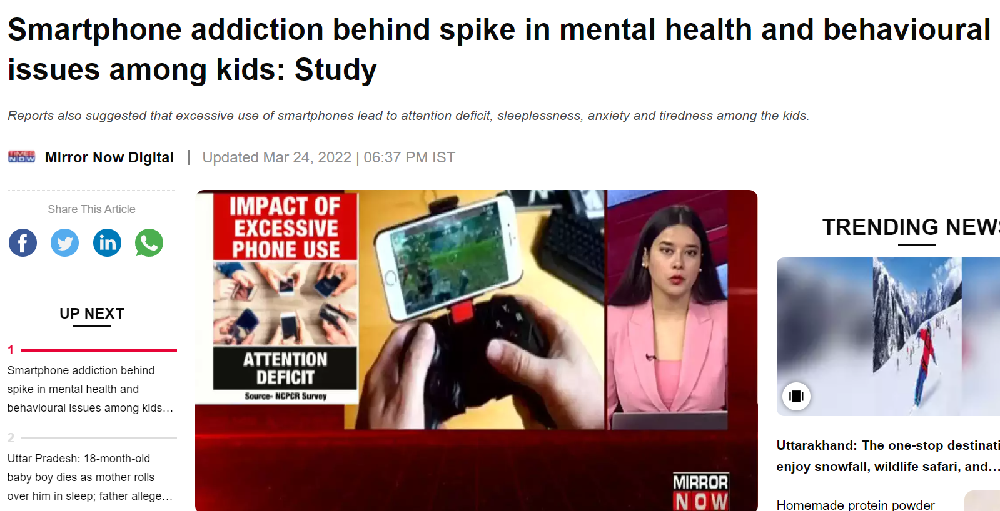 Smartphone addiction behind spike in mental health and behavioural
issues among kids: Study
Reports also suggested that excessive use of smartphones lead to attention deficit, sleeplessness, anxiety and tiredness among the kids.
TIMES
NOW
Mirror Now Digital | Updated Mar 24, 2022 | 06:37 PM IST
Share This Article
UP NEXT
1
Smartphone addiction behind
spike in mental health and
behavioural issues among kids...
2
Uttar Pradesh: 18-month-old
baby boy dies as mother rolls
over him in sleep; father allege...
IMPACT OF
EXCESSIVE
PHONE USE
ATTENTION
DEFICIT
Source- NCPCR Survey
MIRROR
NOW
TRENDING NEWS
Uttarakhand: The one-stop destinati
enjoy snowfall, wildlife safari, and...
Homemade protein powder